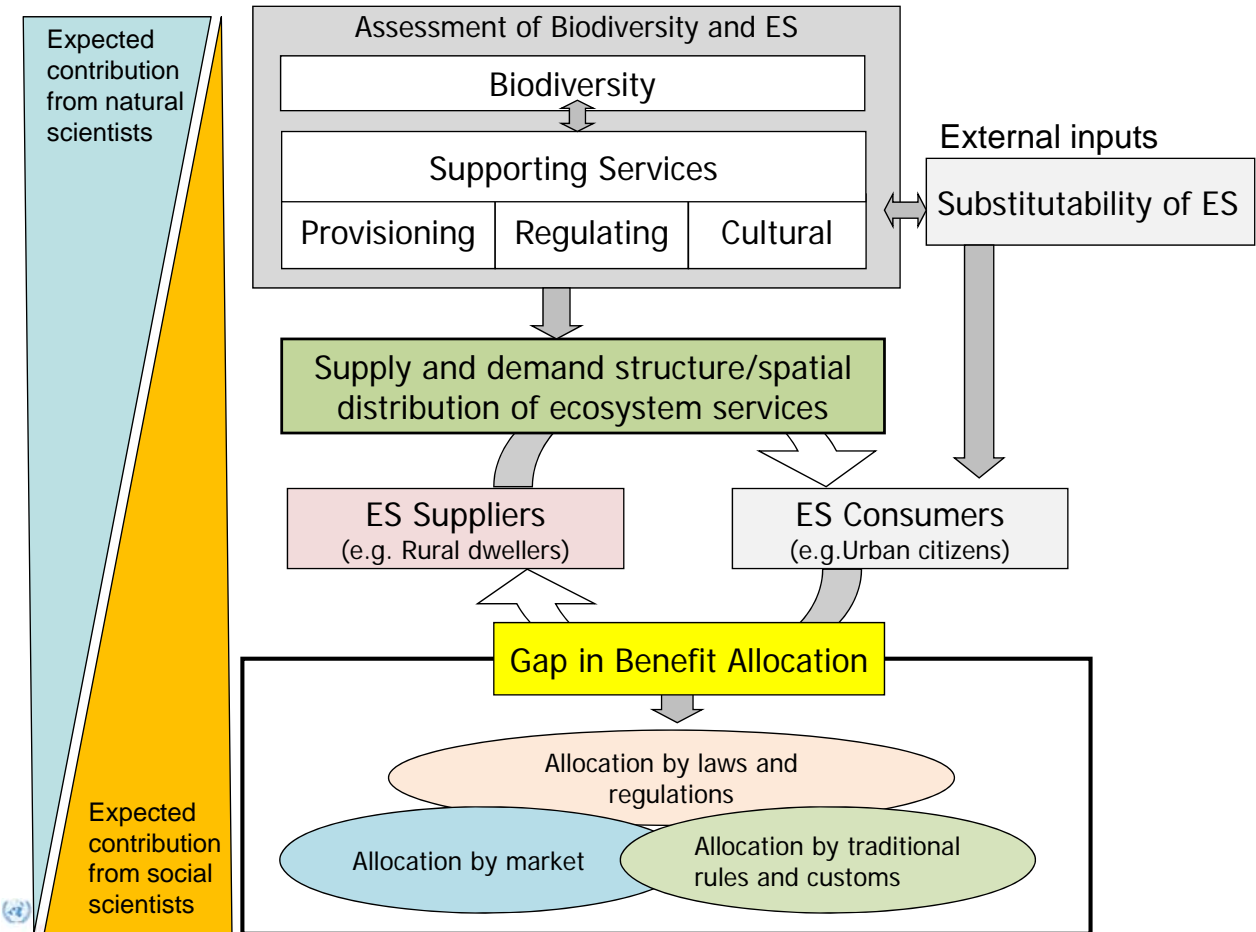 Expected
contribution
from natural
scientists
Assessment of Biodiversity and ES
Biodiversity
Supporting Services
Provisioning
Regulating
Cultural
External inputs
Substitutability of ES
Supply and demand structure/spatial
distribution of ecosystem services
ES Suppliers
(e.g. Rural dwellers)
ES Consumers
(e.g.Urban citizens)
Gap in Benefit Allocation
Allocation by laws and
regulations
Allocation by market
Allocation by traditional
rules and customs
Expected
contribution
from social
scientists